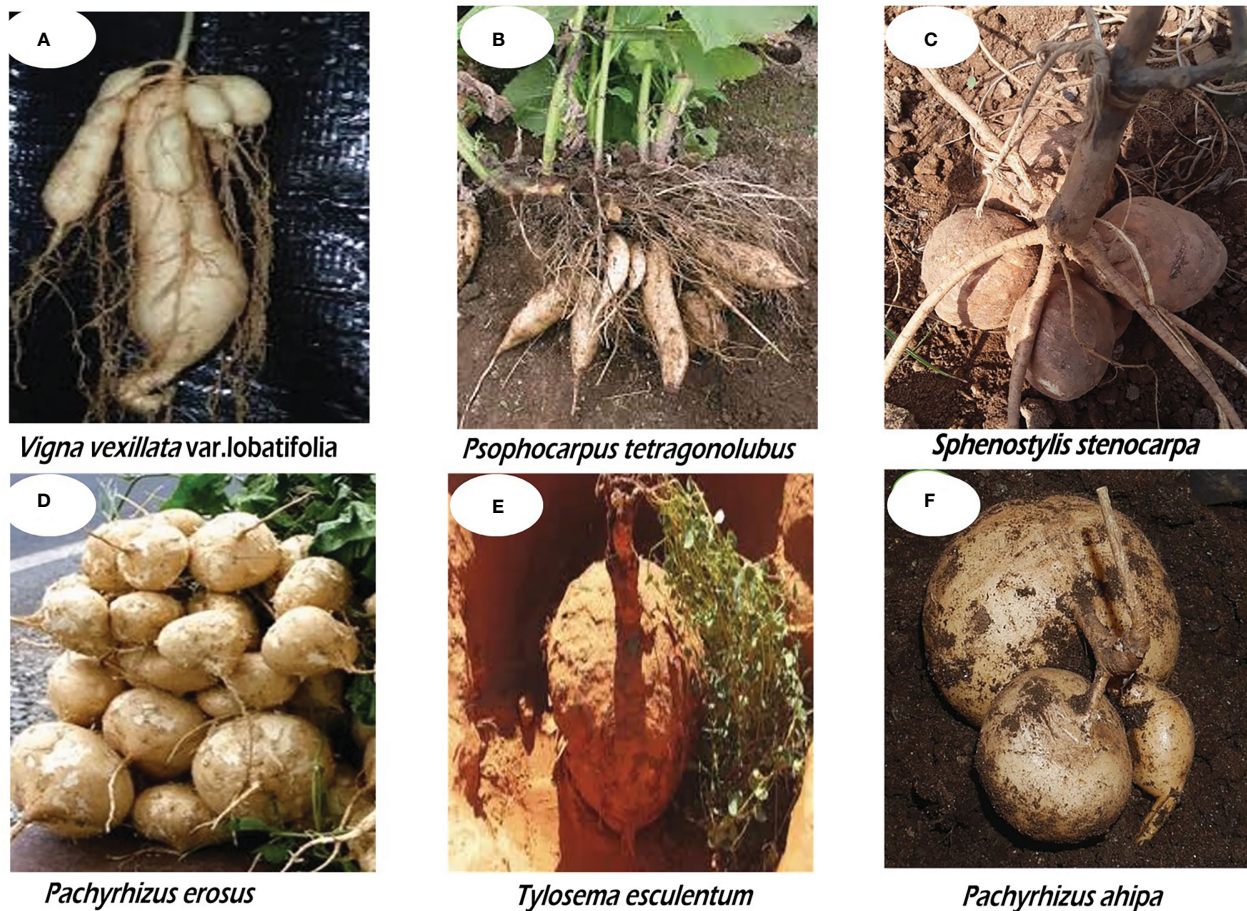 A
B
C
Vigna vexillata var.lobatifolia
Psophocarpus tetragonolubus
Sphenostylis stenocarpa
D
E
F
Pachyrhizus erosus
Tylosema esculentum
Pachyrhizus ahipa